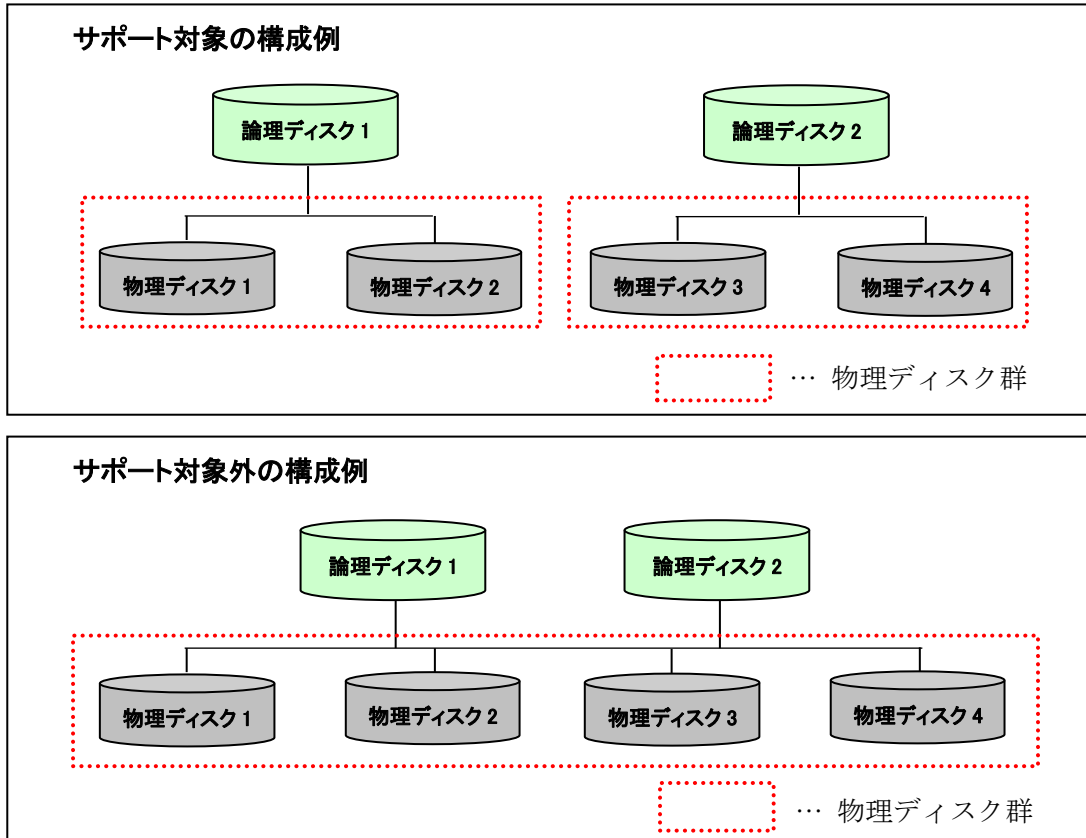 サポート対象の構成例
論理ディスク 1
論理ディスク 2
物理ディスク 1
物理ディスク 2
物理ディスク 3
物理ディスク 4
… 物理ディスク群
サポート対象外の構成例
論理ディスク 1
論理ディスク 2
物理ディスク 1
物理ディスク 2
物理ディスク 3
物理ディスク 4
… 物理ディスク群